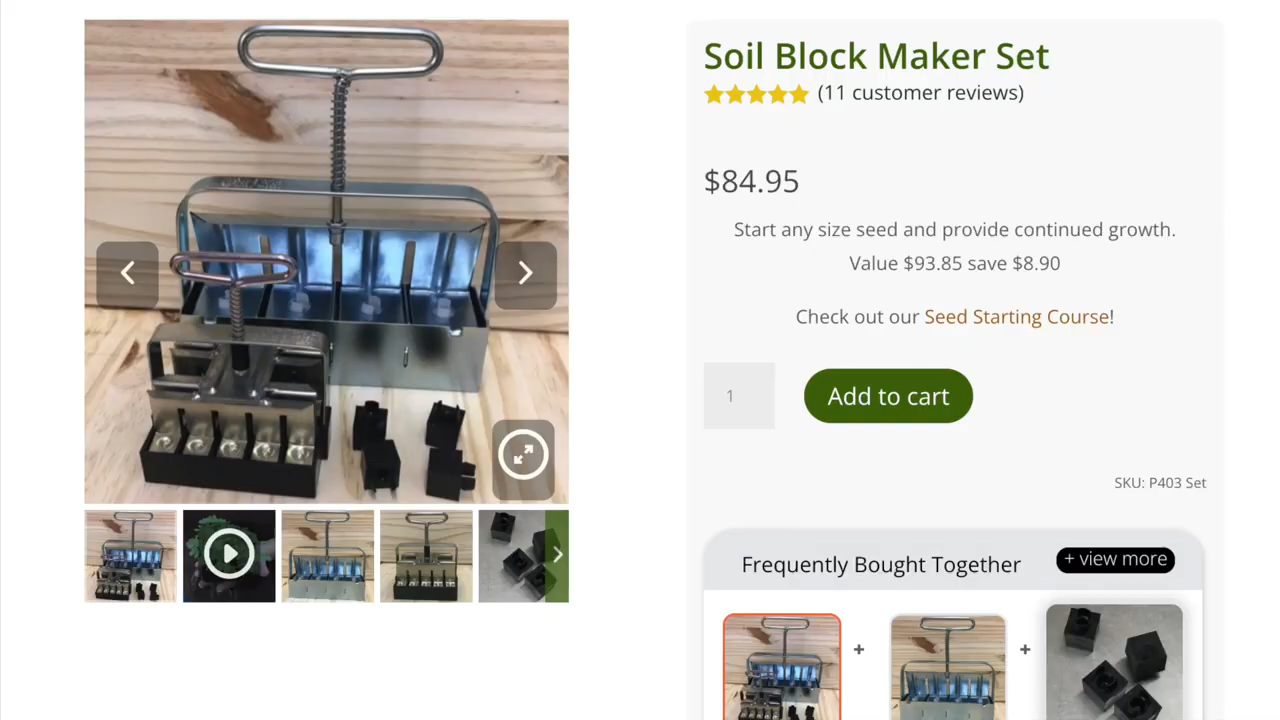 Soil Block Maker Set
(11 customer reviews)
$84.95
Start any size seed and provide continued growth.
Value $93.85 save $8.90
Check out our Seed Starting Course!
1
Add to cart
SKU: P403 Set
Frequently Bought Together
+ view more
+
+